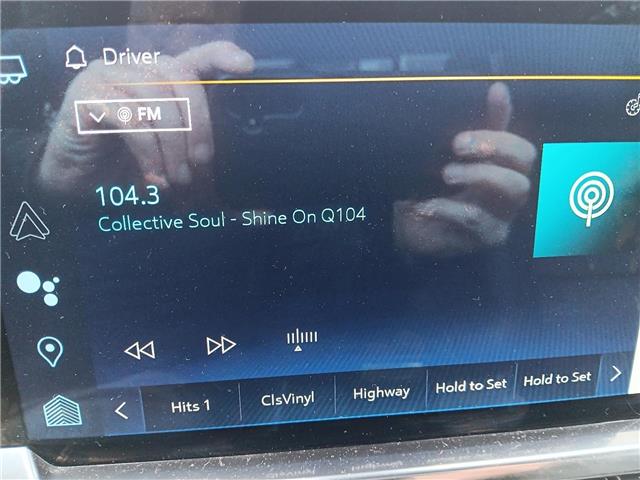 Driver
FM
104.3
Collective Soul - Shine On Q104
Hits 1 ClsVinyl Highway Hold to Set Hold to Set